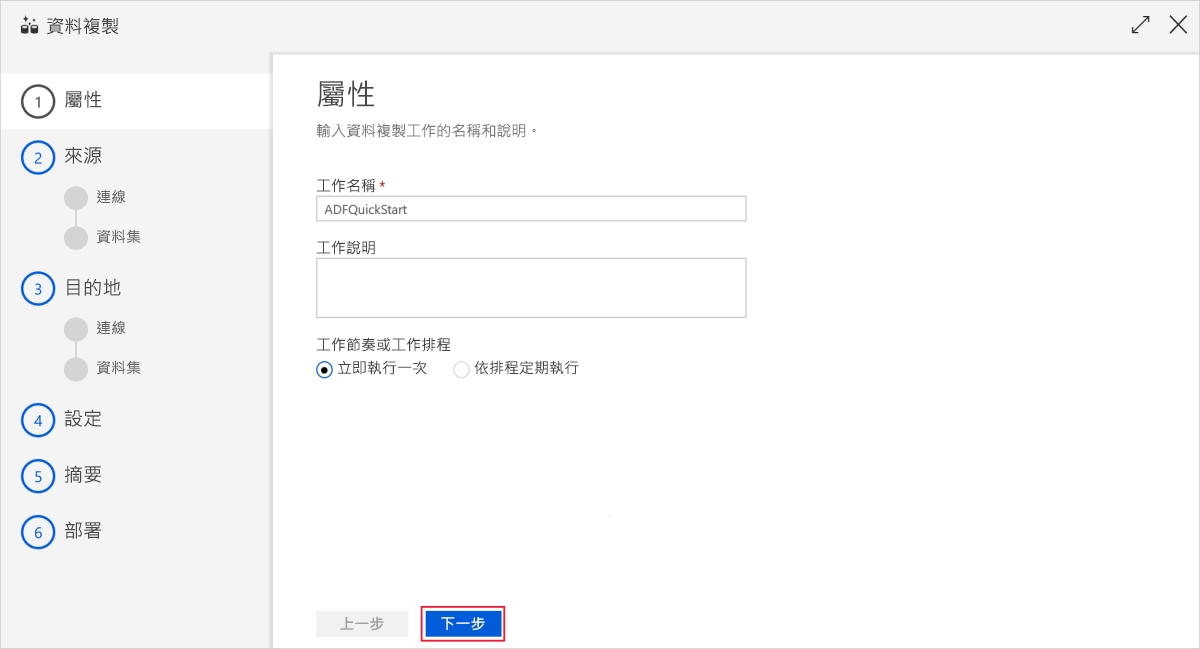 資料複製
1 屬性
2 來源
連線
資料集
3 目的地
連線
資料集
4 設定
5 摘要
6 部署
屬性
輸入資料複製工作的名稱和說明。
工作名稱 *
ADFQuickStart
工作說明
工作節奏或工作排程
立即執行一次 依排程定期執行
上一步 下一步